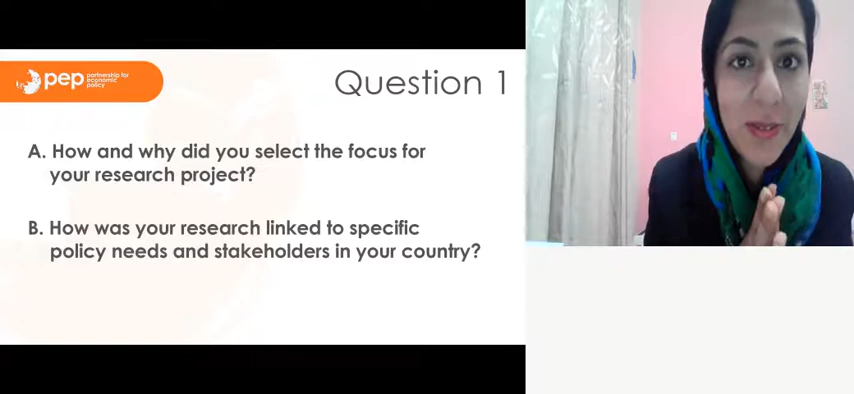 pep partnership for
economic
policy
Question 1
A. How and why did you select the focus for
your research project?
B. How was your research linked to specific
policy needs and stakeholders in your country?